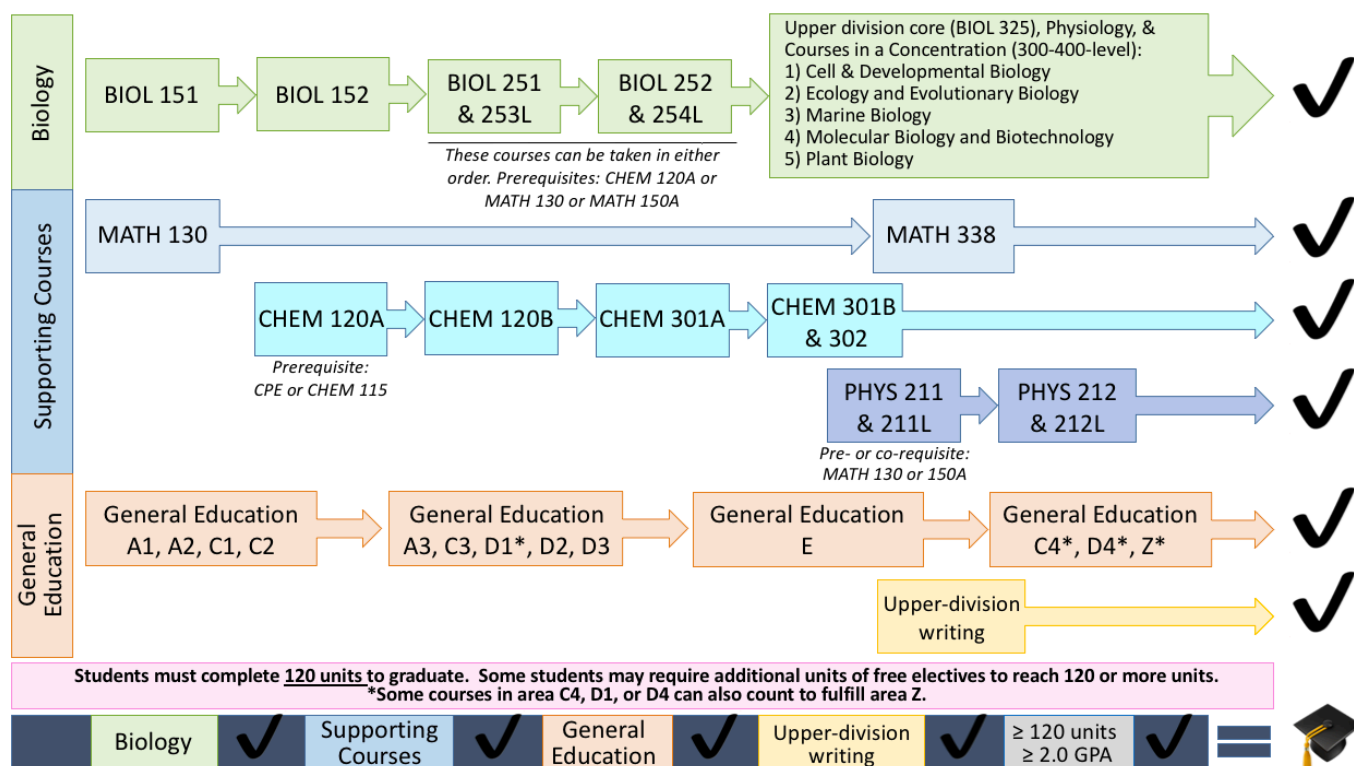 Biology
BIOL 151
BIOL 152
BIOL 251
& 253L
BIOL 252
& 254L
These courses can be taken in either
order. Prerequisites: CHEM 120A or
MATH 130 or MATH 150A
Upper division core (BIOL 325), Physiology, &
Courses in a Concentration (300-400-level):
1) Cell & Developmental Biology
2) Ecology and Evolutionary Biology
3) Marine Biology
4) Molecular Biology and Biotechnology
5) Plant Biology
Supporting Courses
MATH 130
MATH 338
CHEM 120A
Prerequisite:
CPE or CHEM 115
CHEM 120B
CHEM 301A
CHEM 301B
& 302
PHYS 211
& 211L
Pre- or co-requisite:
MATH 130 or 150A
PHYS 212
& 212L
General
Education
General Education
A1, A2, C1, C2
General Education
A3, C3, D1*, D2, D3
General Education
E
General Education
C4*, D4*, Z*
Upper-division
writing
Students must complete 120 units to graduate. Some students may require additional units of free electives to reach 120 or more units.
*Some courses in area C4, D1, or D4 can also count to fulfill area Z.
Biology
Supporting
Courses
General
Education
Upper-division
writing
≥ 120 units
≥ 2.0 GPA